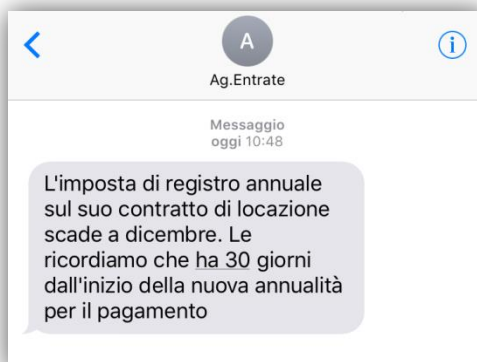 A
Ag.Entrate
Messaggio
oggi 10:48
L'imposta di registro annuale
sul suo contratto di locazione
scade a dicembre. Le
ricordiamo che ha 30 giorni
dall'inizio della nuova annualità
per il pagamento